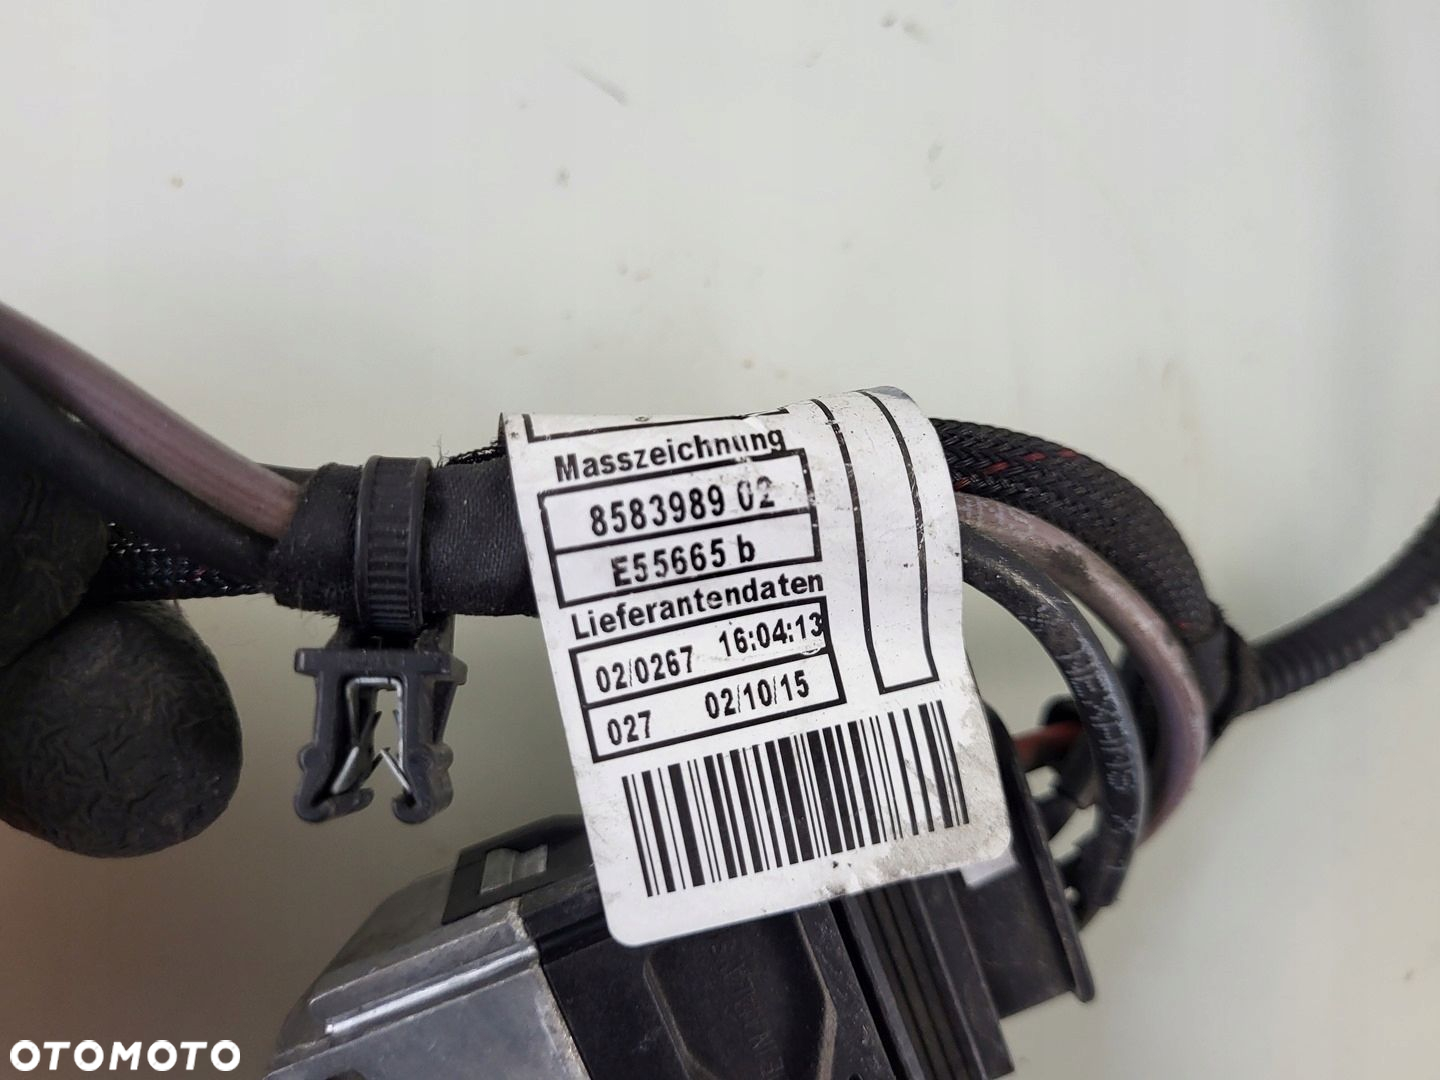 Masszeichnung
8583989 02
E55665 b
Lieferantendaten
02/0267 16:04:13
027 02/10/15
OTOMOTO